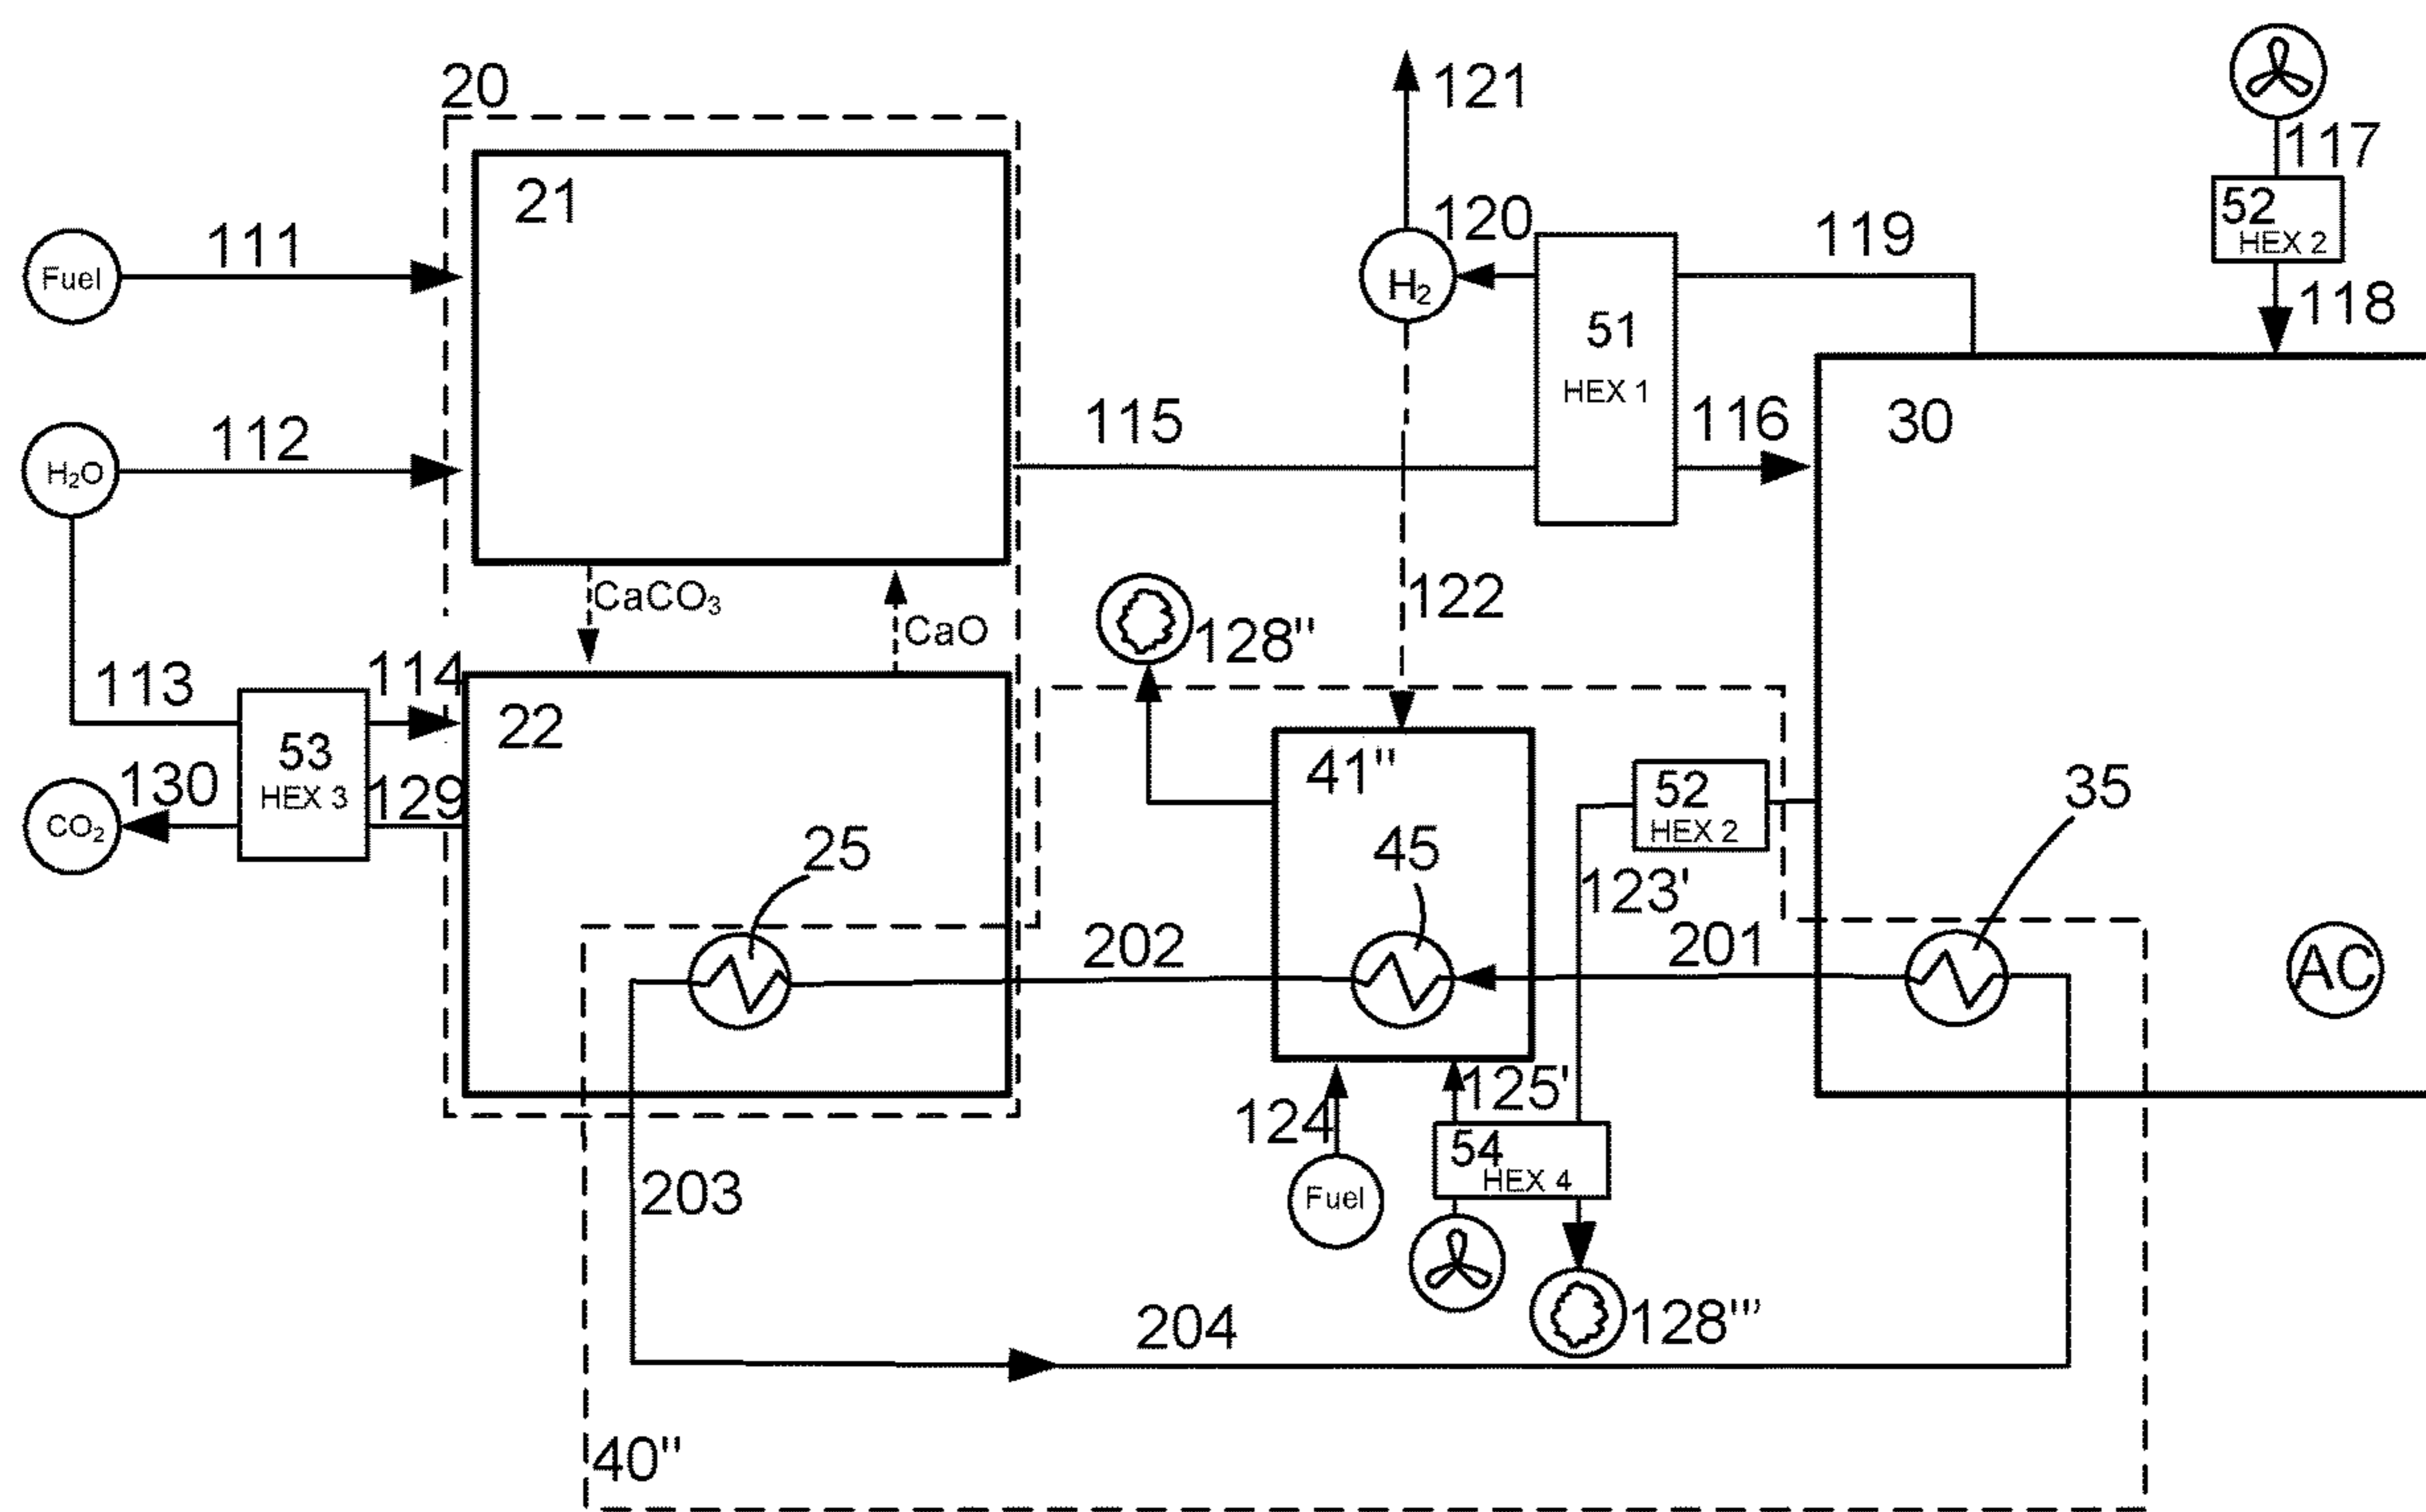 20
121
117
21
120
119
52
HEX 2
111
Fuel
H₂
118
51
HEX 1
112
H₂O
115
116
30
CaCO₃
CaO
122
128"
113
114
22
41"
53
HEX 3
130
129
CO₂
25
45
52
HEX 2
35
123'
202
201
AC
125'
124
54
HEX 4
203
Fuel
204
128"'
40"